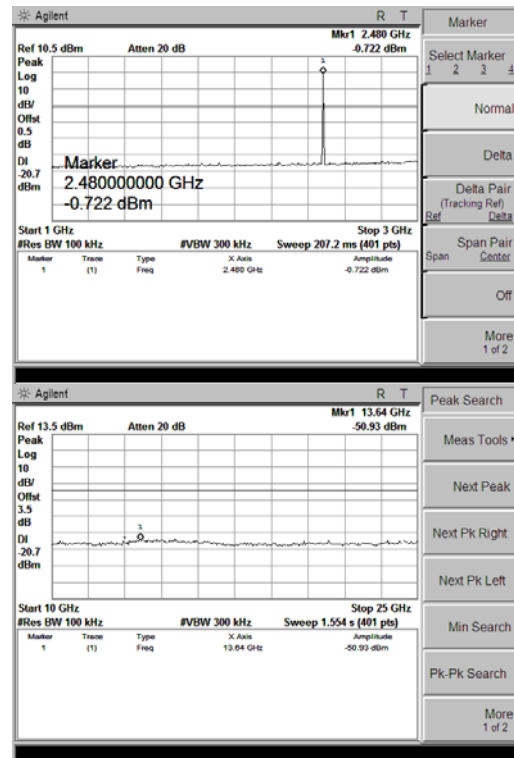 Agilent R T
Mkr1 2.480 GHz
Ref 10.5 dBm Atten 20 dB -0.722 dBm
Peak
Log
10
dB/
Offst
0.5
dB
DI
-20.7
dBm
1
Marker
2.480000000 GHz
-0.722 dBm
Start 1 GHz Stop 3 GHz
#Res BW 100 kHz #VBW 300 kHz Sweep 207.2 ms (401 pts)
Marker Trace Type X Axis Amplitude
1 (1) Freq 2.480 GHz -0.722 dBm
Marker
Select Marker
1 2 3 4
Normal
Delta
Delta Pair
(Tracking Ref)
Ref Delta
Span Pair
Span Center
Off
More
1 of 2
Agilent R T
Mkr1 13.64 GHz
Ref 13.5 dBm Atten 20 dB -50.93 dBm
Peak
Log
10
dB/
Offst
3.5
dB
DI
-20.7
dBm
1
Start 10 GHz Stop 25 GHz
#Res BW 100 kHz #VBW 300 kHz Sweep 1.554 s (401 pts)
Marker Trace Type X Axis Amplitude
1 (1) Freq 13.64 GHz -50.93 dBm
Peak Search
Meas Tools
Next Peak
Next Pk Right
Next Pk Left
Min Search
Pk-Pk Search
More
1 of 2